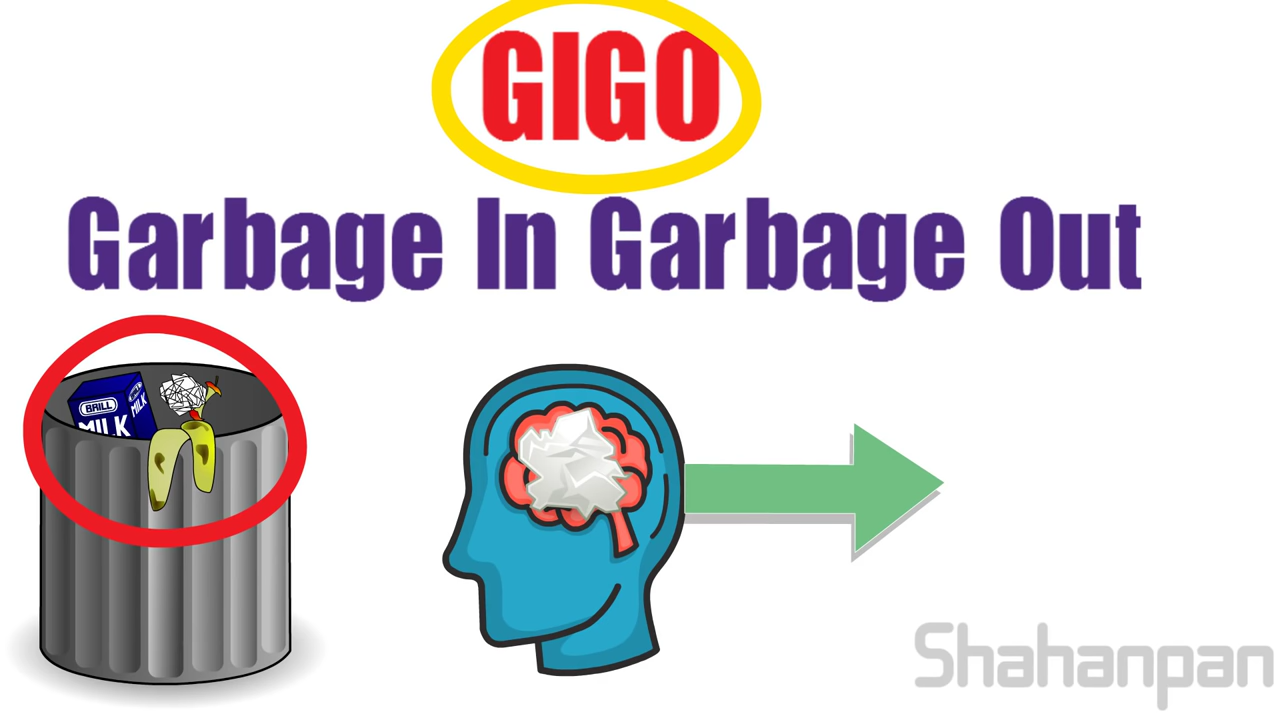 GIGO
Garbage In Garbage Out
BRILL
MILK
MILK
Shahanpan